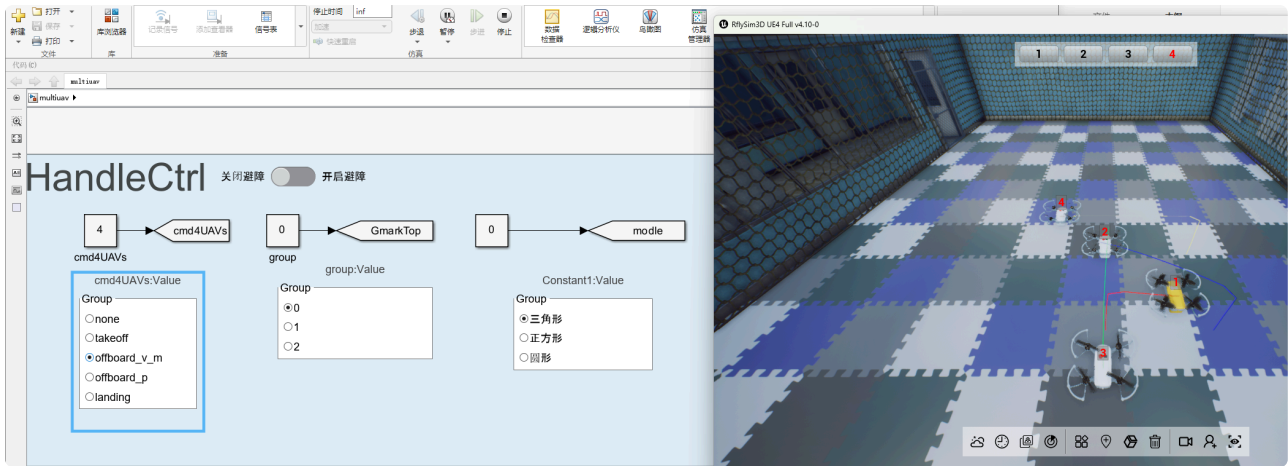 打开
停止时间 inf
新建
保存
库浏览器
记录信号
添加查看器
信号表
加速
步退
暂停
步进
停止
数据
检查器
逻辑分析仪
鸟瞰图
仿真
管理器
打印
快速重启
文件
库
准备
仿真
multiuav
multiuav
HandleCtrl
关闭避障
开启避障
4
cmd4UAVs
0
GmarkTop
0
modle
cmd4UAVs
group
cmd4UAVs:Value
group:Value
Constant1:Value
Group
none
takeoff
offboard_v_m
offboard_p
landing
Group
0
1
2
Group
三角形
正方形
圆形
RflySim3D UE4 Full v4.10-0
1 2 3 4
4
2
1
3